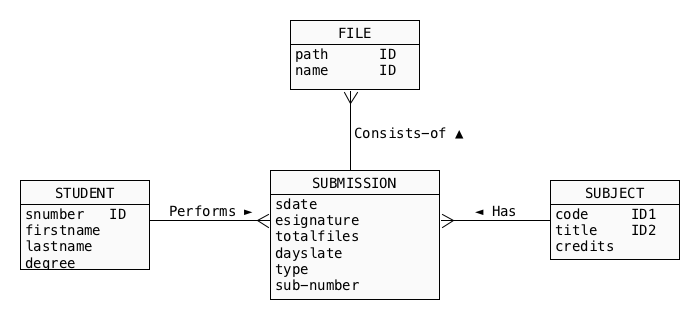 FILE
path ID
name ID
Consists-of ▲
STUDENT
snumber ID
firstname
lastname
degree
Performs ►
SUBMISSION
sdate
esignature
totalfiles
dayslate
type
sub-number
◄ Has
SUBJECT
code ID1
title ID2
credits